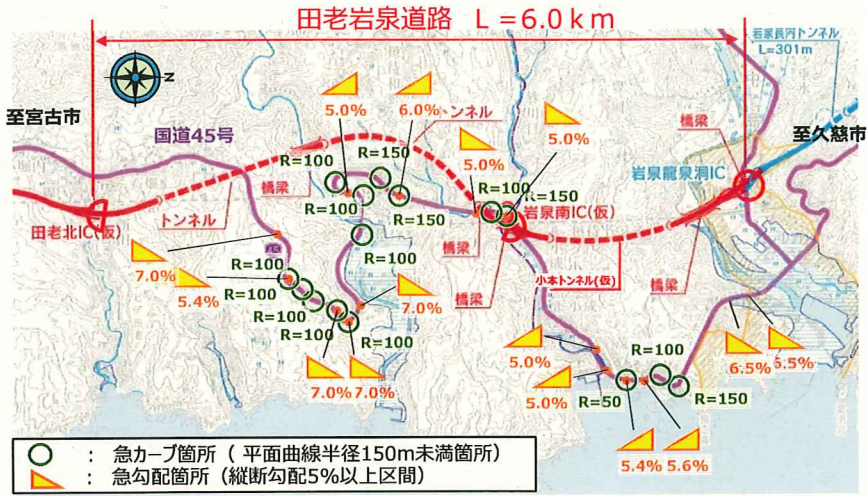 田老岩泉道路 L=6.0km
岩泉長内トンネル
L=301m
N
至宮古市
国道45号
5.0%
6.0%
トンネル
5.0%
5.0%
橋梁
至久慈市
岩泉龍泉洞IC
R=100
R=150
橋梁
R=100
R=150
R=100
R=150
岩泉南IC(仮)
田老北IC(仮)
トンネル
橋梁
R=100
7.0%
5.4%
R=100
R=100
R=100
R=100
R=100
7.0%
7.0%
7.0%
橋梁
小本トンネル(仮)
橋梁
5.0%
5.0%
R=50
R=100
R=150
5.4%
5.6%
6.5%
5.5%
: 急カーブ箇所( 平面曲線半径150m未満箇所)
: 急勾配箇所(縦断勾配5%以上区間)